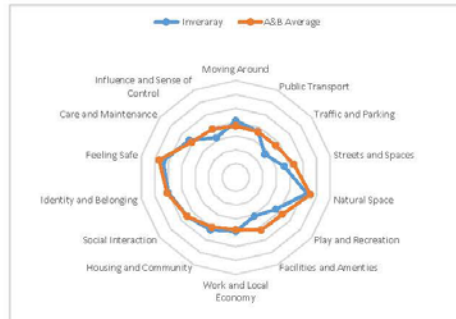 Inveraray
A&B Average
Moving Around
Public Transport
Traffic and Parking
Streets and Spaces
Natural Space
Play and Recreation
Facilities and Amenties
Work and Local
Economy
Housing and Community
Social Interaction
Identity and Belonging
Feeling Safe
Care and Maintenance
Influence and Sense of
Control